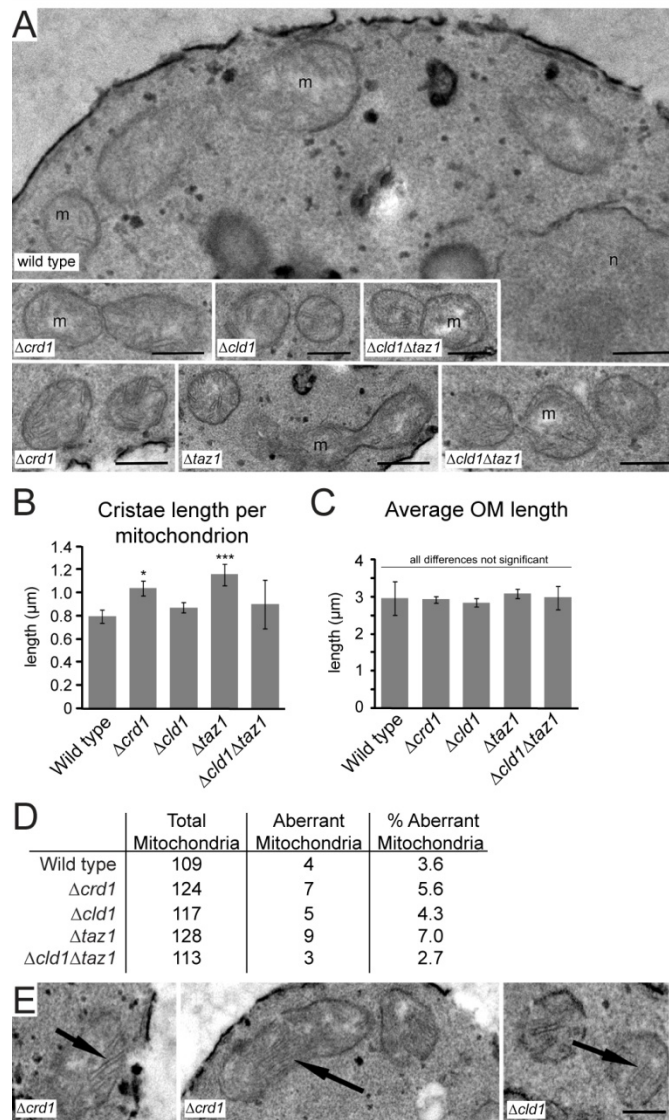 A
m
m
n
wild type
m
Δcrd1
Δcld1
m
Δcld1Δtaz1
Δcrd1
m
Δtaz1
m
Δcld1Δtaz1
B
Cristae length per
mitochondrion
length (µm)
1.4
1.2
1.0
0.8
0.6
0.4
0.2
0
*
***
Wild type
Δcrd1
Δcld1
Δtaz1
Δcld1Δtaz1
C
Average OM length
all differences not significant
length (µm)
4
3
2
1
0
Wild type
Δcrd1
Δcld1
Δtaz1
Δcld1Δtaz1
D
Total Aberrant % Aberrant
Mitochondria Mitochondria Mitochondria
Wild type 109 4 3.6
Δcrd1 124 7 5.6
Δcld1 117 5 4.3
Δtaz1 128 9 7.0
Δcld1Δtaz1 113 3 2.7
E
Δcrd1
Δcrd1
Δcld1